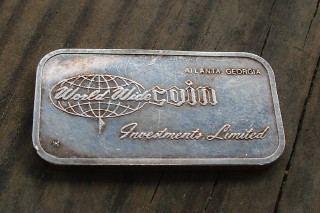 ATLANTA, GEORGIA
World-Wide coin
Investments, Limited